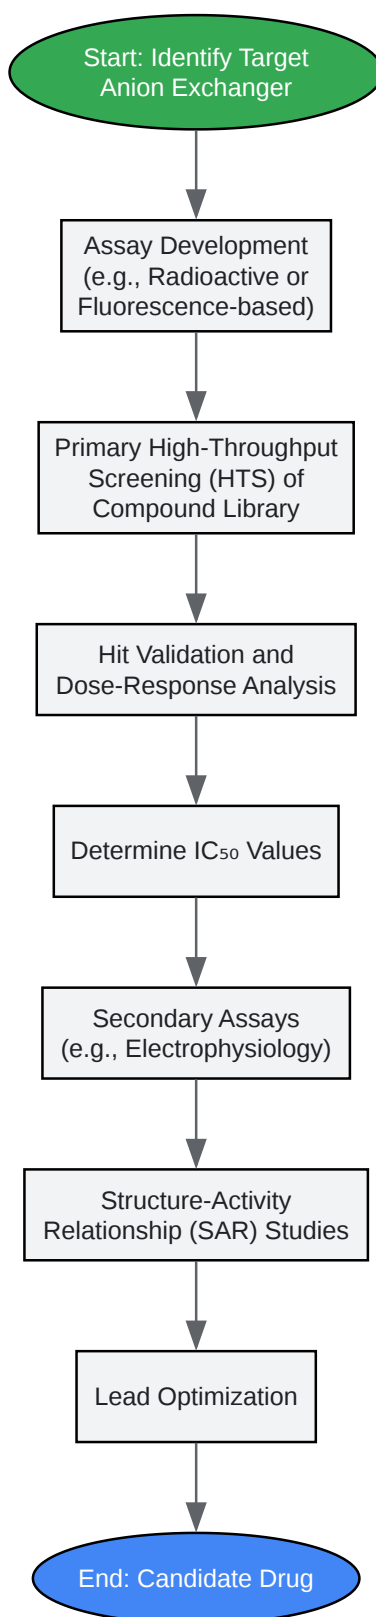 Start: Identify Target
Anion Exchanger
Assay Development
(e.g., Radioactive or
Fluorescence-based)
Primary High-Throughput
Screening (HTS) of
Compound Library
Hit Validation and
Dose-Response Analysis
Determine IC₅₀ Values
Secondary Assays
(e.g., Electrophysiology)
Structure-Activity
Relationship (SAR) Studies
Lead Optimization
End: Candidate Drug